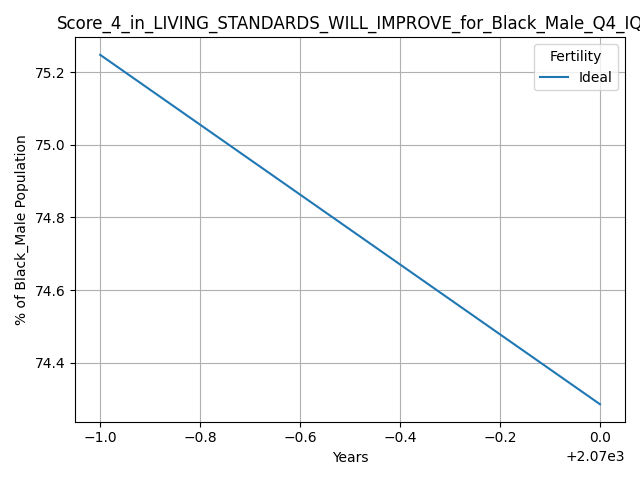 Score_4_in_LIVING_STANDARDS_WILL_IMPROVE_for_Black_Male_Q4_IQ
Fertility
Ideal
75.2
75.0
74.8
74.6
74.4
% of Black_Male Population
−1.0 −0.8 −0.6 −0.4 −0.2 0.0
Years
+2.07e3